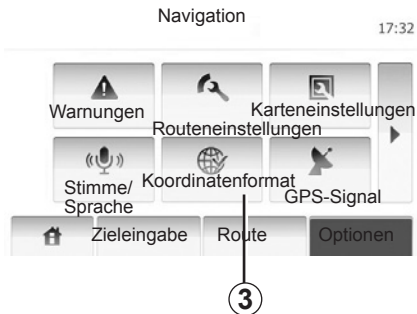 Navigation
17:32
Warnungen
Routeneinstellungen
Karteneinstellungen
Stimme/
Sprache
Koordinatenformat
GPS-Signal
Zieleingabe
Route
Optionen
3